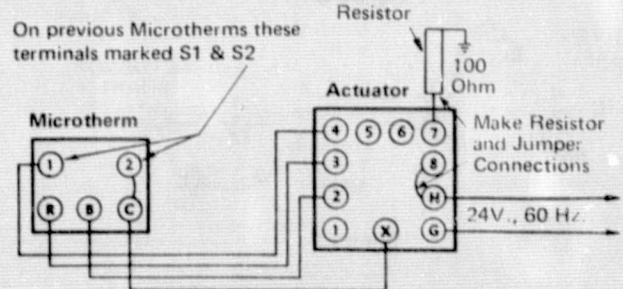 On previous Microtherms these
terminals marked S1 & S2
Resistor
100
Ohm
Actuator
Microtherm
Make Resistor
and Jumper
Connections
4 5 6 7
3 8
2 H
1 X G
1 2
R B C
24V., 60 Hz.